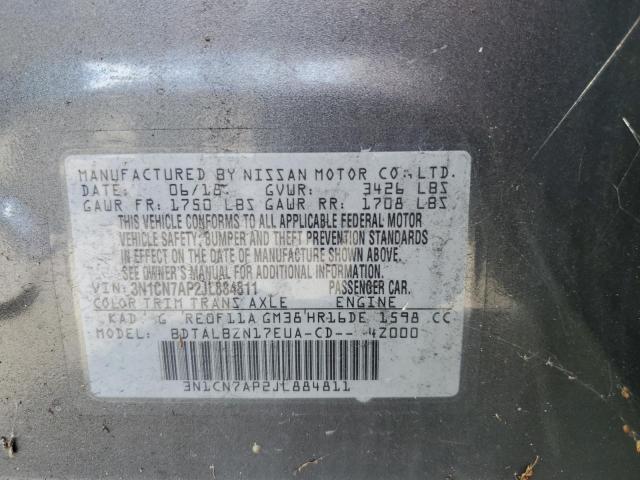 MANUFACTURED BY NISSAN MOTOR CO.,LTD.
DATE: 06/18 GVWR: 3426 LBS
GAWR FR: 1750 LBS GAWR RR: 1708 LBS
THIS VEHICLE CONFORMS TO ALL APPLICABLE FEDERAL MOTOR
VEHICLE SAFETY, BUMPER AND THEFT PREVENTION STANDARDS
IN EFFECT ON THE DATE OF MANUFACTURE SHOWN ABOVE.
SEE OWNER'S MANUAL FOR ADDITIONAL INFORMATION.
VIN: 3N1CN7AP2JL884811 PASSENGER CAR.
COLOR TRIM TRANS AXLE ENGINE
KAD G RE0F11A GM38 HR16DE 1598 CC
MODEL: BDTALBZN17EUA-CD-- 42000
3N1CN7AP2JL884811